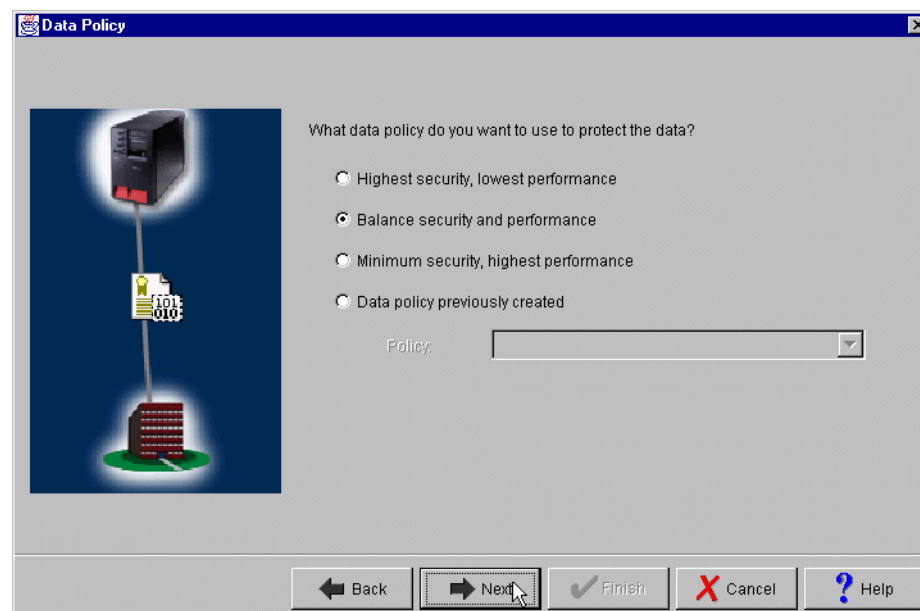 Data Policy
What data policy do you want to use to protect the data?
Highest security, lowest performance
Balance security and performance
Minimum security, highest performance
Data policy previously created
Policy:
101
010
Back
Next
Finish
Cancel
? Help